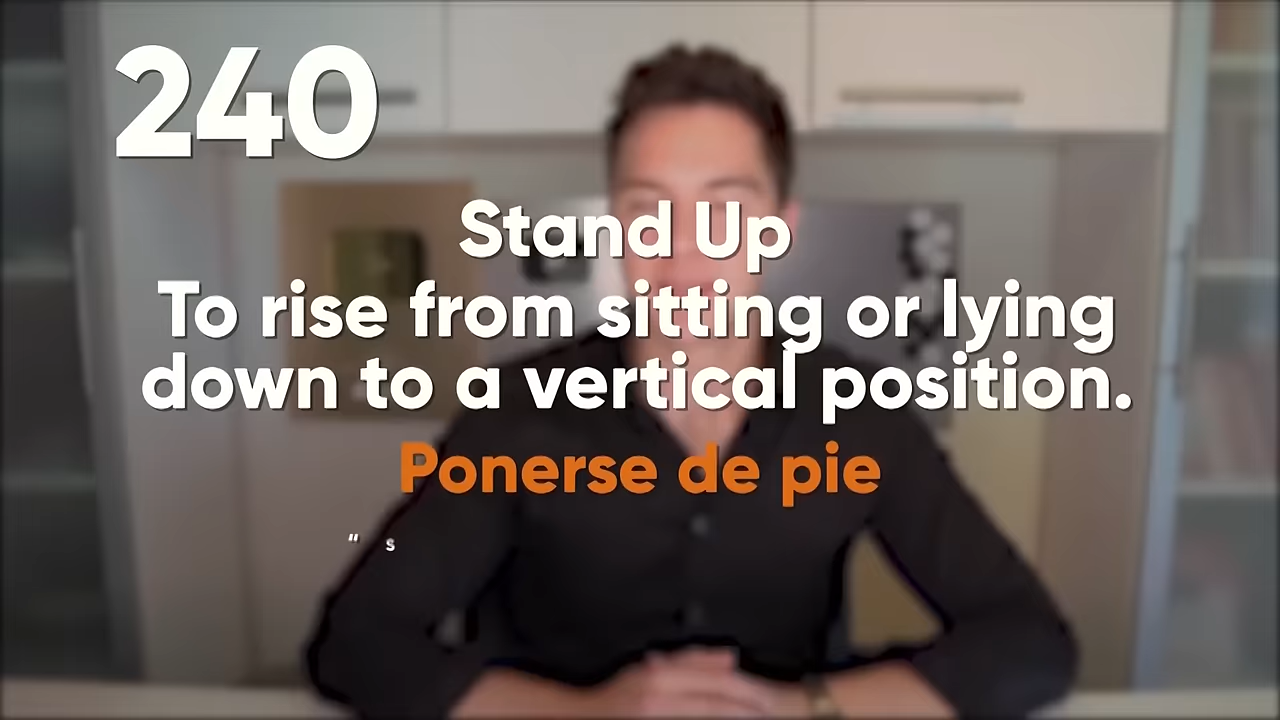 240
Stand Up
To rise from sitting or lying
down to a vertical position.
Ponerse de pie
" s